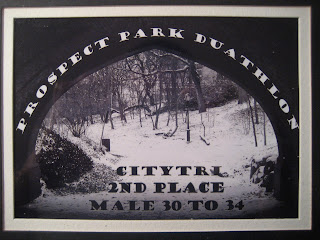 PROSPECT PARK DUATHLON
CITYTRI
2ND PLACE
MALE 30 TO 34